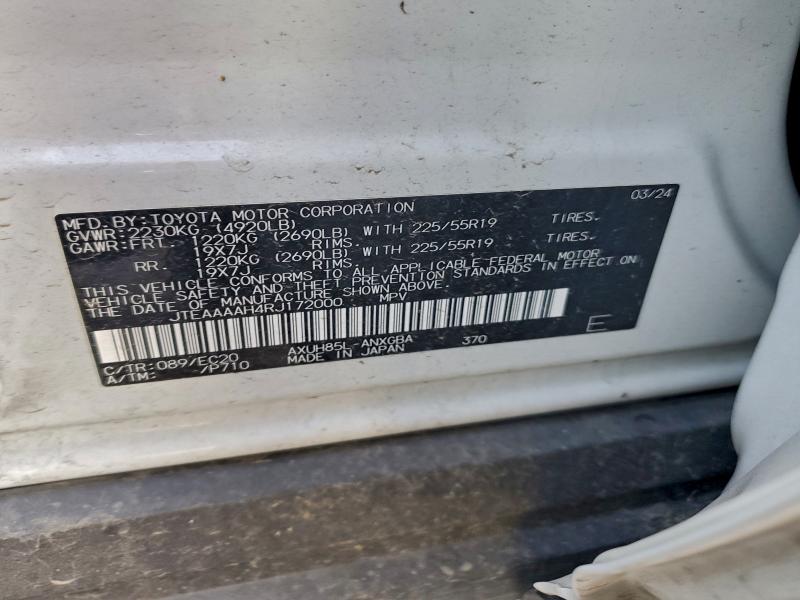 MFD.BY:TOYOTA MOTOR CORPORATION 03/24
GVWR:2230KG (4920LB)
GAWR:FRT. 1220KG (2690LB) WITH 225/55R19 TIRES.
19X7J RIMS.
RR. 1220KG (2690LB) WITH 225/55R19 TIRES.
19X7J RIMS.
THIS VEHICLE CONFORMS TO ALL APPLICABLE FEDERAL MOTOR
VEHICLE SAFETY AND THEFT PREVENTION STANDARDS IN EFFECT ON
THE DATE OF MANUFACTURE SHOWN ABOVE.
JTEAAAAH4RJ172000 MPV
C/TR:089/EC20 AXUH85L-ANXGBA 370 E
A/TM: /P710 MADE IN JAPAN